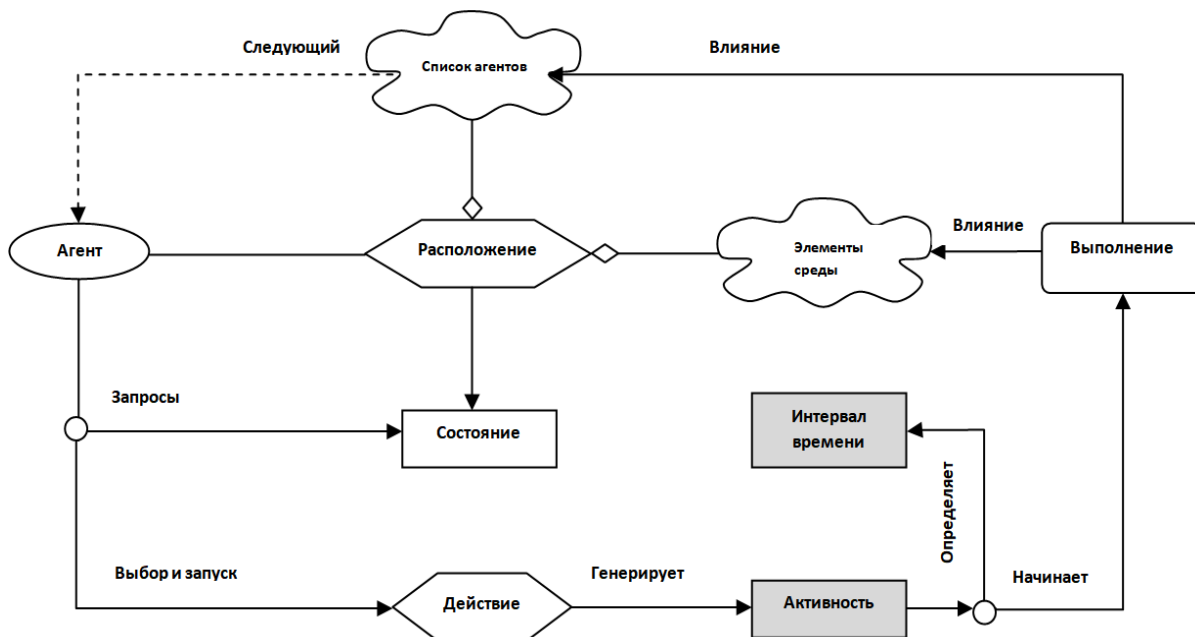 Следующий
Влияние
Список агентов
Агент
Расположение
Элементы
среды
Влияние
Выполнение
Запросы
Состояние
Интервал
времени
Определяет
Выбор и запуск
Действие
Генерирует
Активность
Начинает